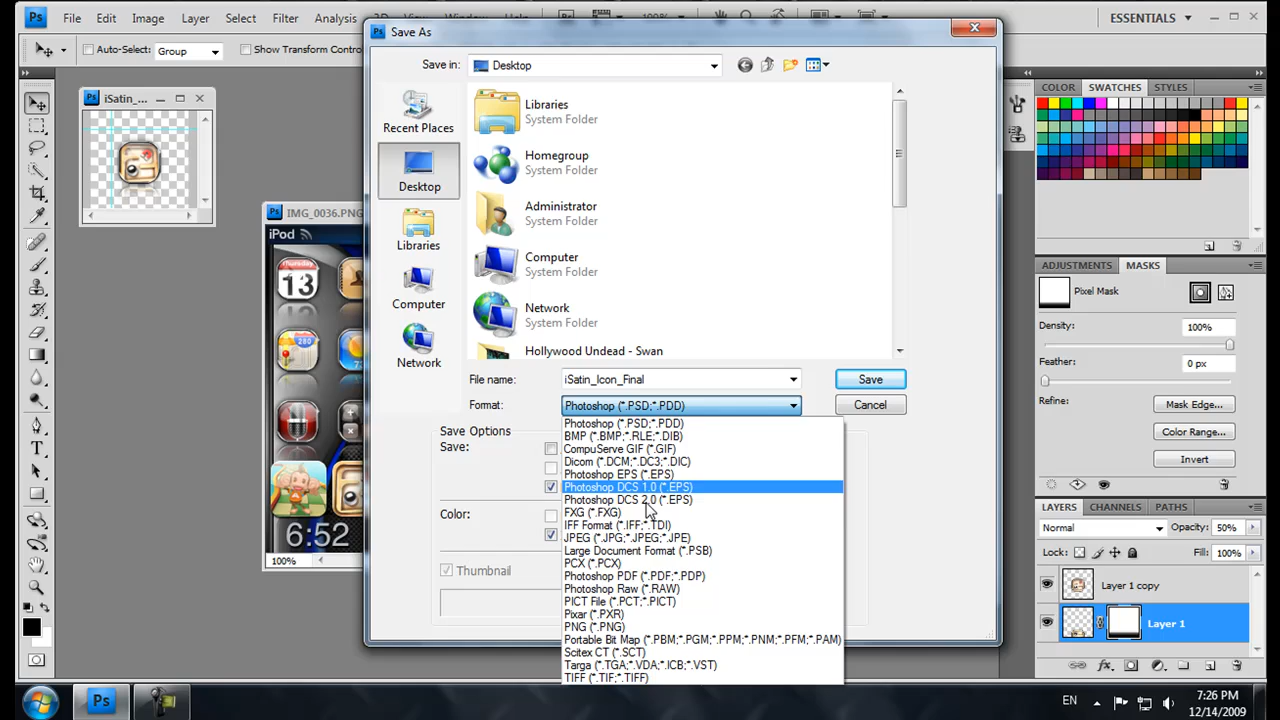 Ps
File
Edit
Image
Layer
Select
Filter
Analysis
100%
ESSENTIALS
Auto-Select:
Group
Show Transform Contro
iSatin_...
IMG_0036.PNG
iPod
Thursday
13
280
6:52
100%
Save As
Save in:
Desktop
Recent Places
Desktop
Libraries
Computer
Network
Libraries
System Folder
Homegroup
System Folder
Administrator
System Folder
Computer
System Folder
Network
System Folder
Hollywood Undead - Swan
File name:
iSatin_Icon_Final
Save
Format:
Photoshop (*.PSD;*.PDD)
Cancel
Save Options
Save:
Color:
Thumbnail
Photoshop (*.PSD;*.PDD)
BMP (*.BMP;*.RLE;*.DIB)
CompuServe GIF (*.GIF)
Dicom (*.DCM;*.DC3;*.DIC)
Photoshop EPS (*.EPS)
Photoshop DCS 1.0 (*.EPS)
Photoshop DCS 2.0 (*.EPS)
FXG (*.FXG)
IFF Format (*.IFF;*.TDI)
JPEG (*.JPG;*.JPEG;*.JPE)
Large Document Format (*.PSB)
PCX (*.PCX)
Photoshop PDF (*.PDF;*.PDP)
Photoshop Raw (*.RAW)
PICT File (*.PCT;*.PICT)
Pixar (*.PXR)
PNG (*.PNG)
Portable Bit Map (*.PBM;*.PGM;*.PPM;*.PNM;*.PFM;*.PAM)
Scitex CT (*.SCT)
Targa (*.TGA;*.VDA;*.ICB;*.VST)
TIFF (*.TIF;*.TIFF)
COLOR
SWATCHES
STYLES
ADJUSTMENTS
MASKS
Pixel Mask
Density:
100%
Feather:
0 px
Refine:
Mask Edge...
Color Range...
Invert
LAYERS
CHANNELS
PATHS
Normal
Opacity:
50%
Lock:
Fill:
100%
Layer 1 copy
Layer 1
Ps
EN
7:26 PM
12/14/2009